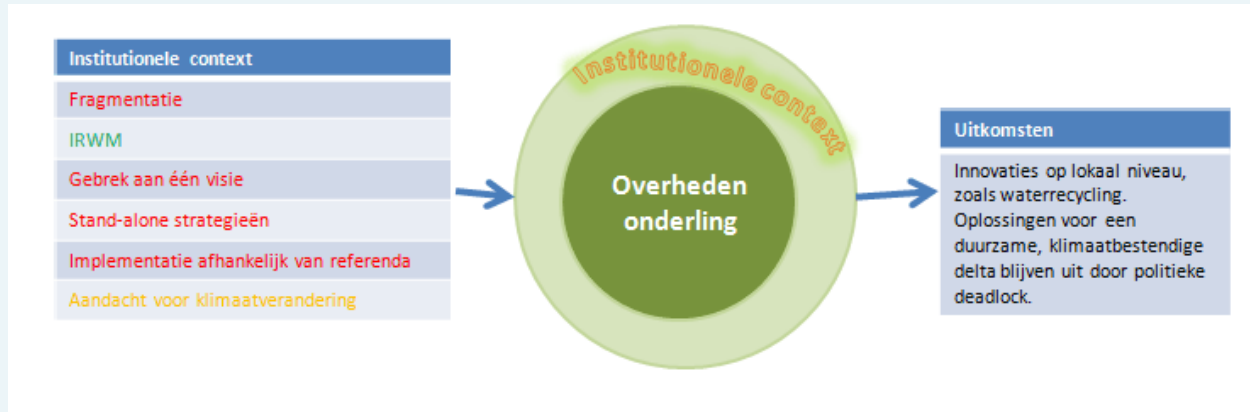 Institutionele context
Fragmentatie
IRWM
Gebrek aan één visie
Stand-alone strategieën
Implementatie afhankelijk van referenda
Aandacht voor klimaatverandering
Institutionele context
Overheden
onderling
Uitkomsten
Innovaties op lokaal niveau,
zoals waterrecycling.
Oplossingen voor een
duurzame, klimaatbestendige
delta blijven uit door politieke
deadlock.